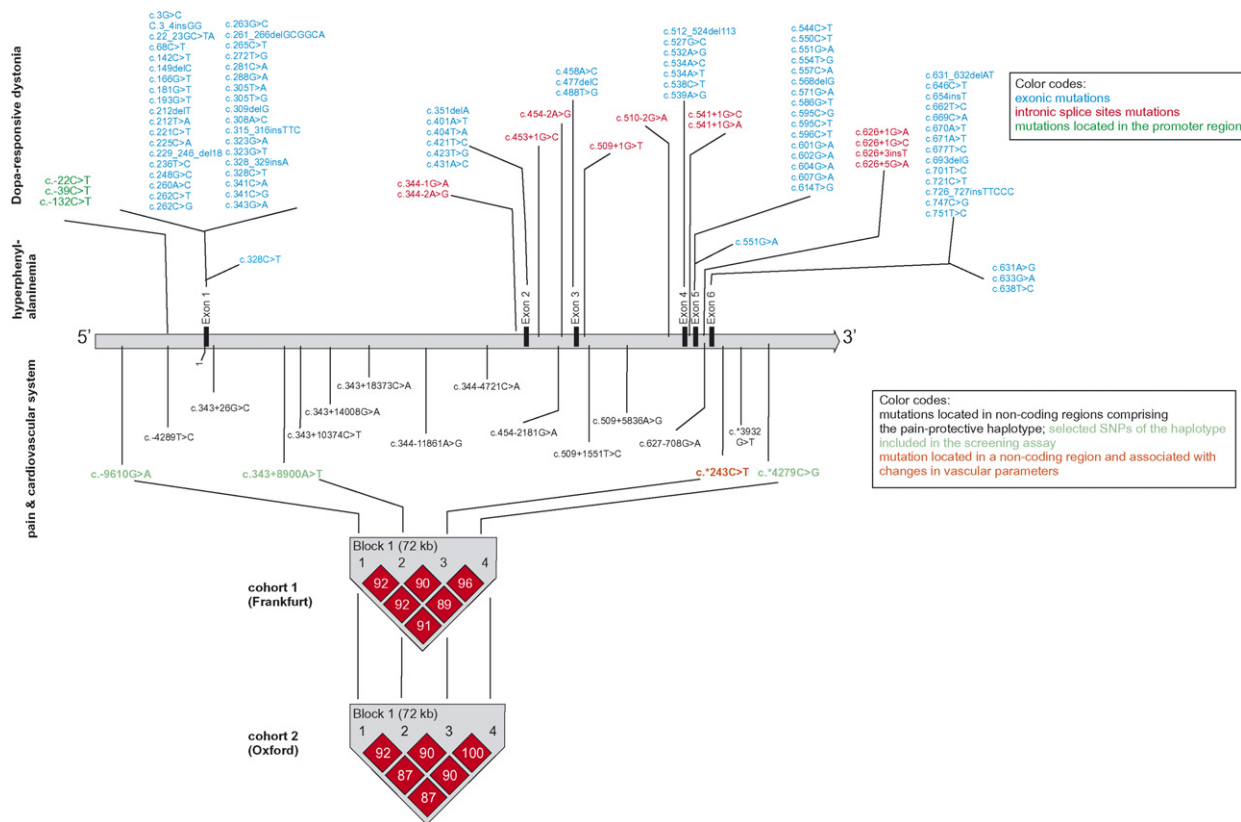 Dopa-responsive dystonia
c.3G>C
C.3_4insGG
c.22_23GC>TA
c.68C>T
c.142C>T
c.149delC
c.166G>T
c.181G>T
c.193G>T
c.212delT
c.212T>A
c.221C>T
c.225C>A
c.229_246_del18
c.236T>C
c.248G>C
c.260A>C
c.262C>T
c.262C>G
c.263G>C
c.261_266delGCGGCA
c.265C>T
c.272T>G
c.281C>A
c.288G>A
c.305T>A
c.305T>G
c.309delG
c.308A>C
c.315_316insTTC
c.323G>A
c.323G>T
c.328_329insA
c.328C>T
c.341C>A
c.341C>G
c.343G>A
c.-22C>T
c.-39C>T
c.-132C>T
c.351delA
c.401A>T
c.404T>A
c.421T>C
c.423T>G
c.431A>C
c.344-1G>A
c.344-2A>G
c.454-2A>G
c.453+1G>C
c.458A>C
c.477delC
c.488T>G
c.509+1G>T
c.512_524del113
c.527G>C
c.532A>G
c.534A>C
c.534A>T
c.538C>T
c.539A>G
c.510-2G>A
c.541+1G>C
c.541+1G>A
c.544C>T
c.550C>T
c.551G>A
c.554T>G
c.557C>A
c.568delG
c.571G>A
c.586G>T
c.595C>G
c.595C>T
c.596C>T
c.601G>A
c.602G>A
c.604G>A
c.607G>A
c.614T>G
c.626+1G>A
c.626+1G>C
c.626+3insT
c.626+5G>A
c.631_632delAT
c.646C>T
c.654insT
c.662T>C
c.669C>A
c.670A>T
c.671A>T
c.677T>C
c.693delG
c.701T>C
c.721C>T
c.726_727insTTCCC
c.747C>G
c.751T>C
Color codes:
exonic mutations
intronic splice sites mutations
mutations located in the promoter region
hyperphenyl-
alaninemia
c.328C>T
c.551G>A
c.631A>G
c.633G>A
c.638T>C
Exon 1
Exon 2
Exon 3
Exon 4
Exon 5
Exon 6
5'
3'
1
pain & cardiovascular system
c.-9610G>A
c.-4289T>C
c.343+26G>C
c.343+8900A>T
c.343+10374C>T
c.343+14008G>A
c.343+18373C>A
c.344-11861A>G
c.344-4721C>A
c.454-2181G>A
c.509+1551T>C
c.509+5836A>G
c.627-708G>A
c.*243C>T
c.*3932
G>T
c.*4279C>G
Color codes:
mutations located in non-coding regions comprising
the pain-protective haplotype; selected SNPs of the haplotype
included in the screening assay
mutation located in a non-coding region and associated with
changes in vascular parameters
cohort 1
(Frankfurt)
Block 1 (72 kb)
1 2 3 4
92 90 96
92 89
91
cohort 2
(Oxford)
Block 1 (72 kb)
1 2 3 4
92 90 100
87 90
87